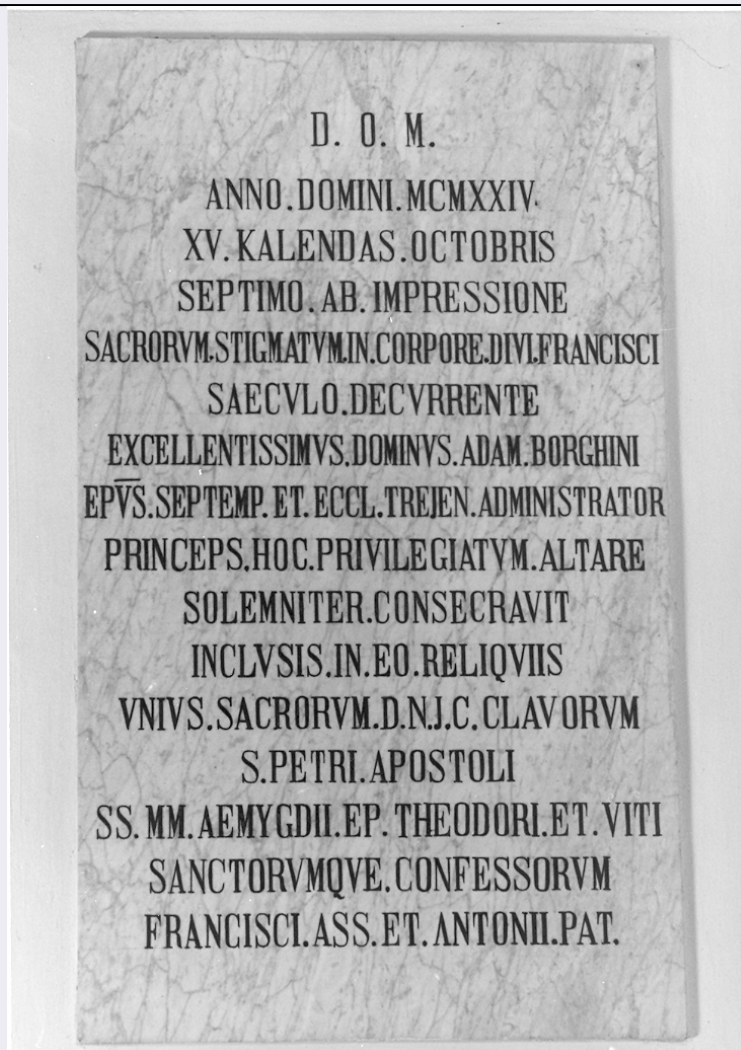 D. O. M.
ANNO.DOMINI.MCMXXIV.
XV. KALENDAS.OCTOBRIS
SEPTIMO.AB.IMPRESSIONE
SACRORVM.STIGMATVM.IN.CORPORE.DIVI.FRANCISCI
SAECVLO.DECVRRENTE
EXCELLENTISSIMVS.DOMINVS.ADAM.BORGHINI
EPV̅S.SEPTEMP.ET.ECCL.TREJEN.ADMINISTRATOR
PRINCEPS.HOC.PRIVILEGIATVM.ALTARE
SOLEMNITER.CONSECRAVIT
INCLVSIS.IN.EO.RELIQVIIS
VNIVS.SACRORVM.D.N.J.C.CLAVORVM
S.PETRI.APOSTOLI
SS.MM.AEMYGDII.EP.THEODORI.ET.VITI
SANCTORVMQVE.CONFESSORVM
FRANCISCI.ASS.ET.ANTONII.PAT.